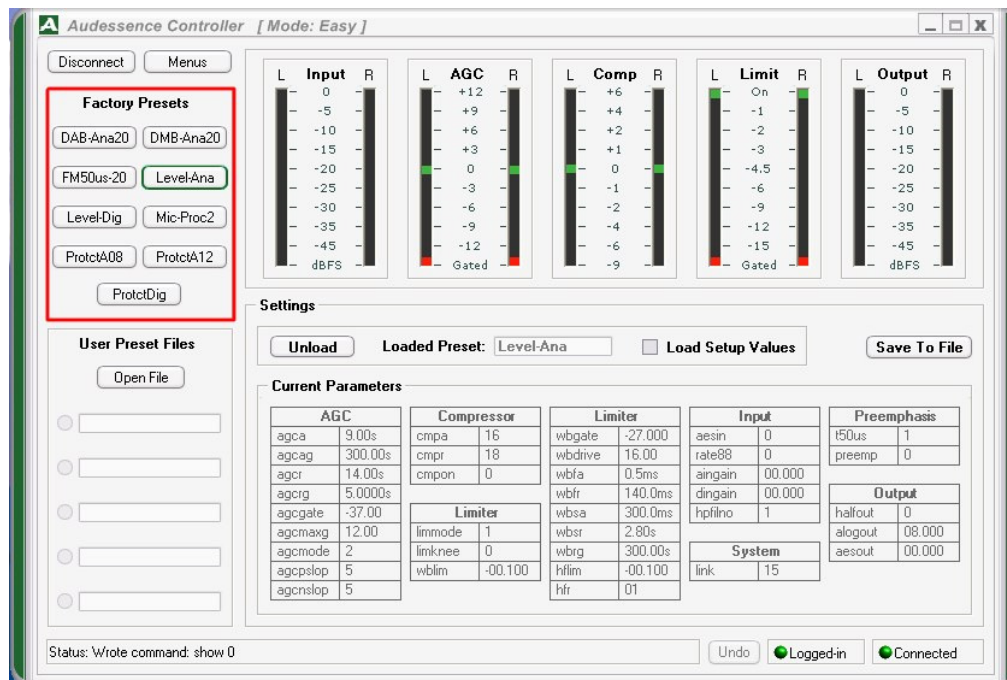 A Audessence Controller [ Mode: Easy ]
Disconnect Menus
Factory Presets
DAB-Ana20 DMB-Ana20
FM50us-20 Level-Ana
Level-Dig Mic-Proc2
ProtctA08 ProtctA12
ProtctDig
User Preset Files
Open File
L Input R
0
-5
-10
-15
-20
-30
-35
-45
dBFS
L AGC R
+12
+9
+6
+3
0
-3
-6
-9
-12
Gated
L Comp R
+6
+4
+2
+1
0
-1
-2
-4
-6
-9
L Limit R
On
-1
-2
-3
-4.5
-6
-9
-12
-15
Gated
L Output R
0
-5
-10
-15
-20
-25
-30
-35
-45
dBFS
Settings
Unload Loaded Preset: Level-Ana Load Setup Values Save To File
Current Parameters
AGC
agca 9.00s
agcag 300.00s
agcr 14.00s
agcrg 5.0000s
agcgate -37.00
agcmaxg 12.00
agcmode 2
agcpslop 5
agcnslop 5
Compressor
cmpa 16
cmpr 18
cmpon 0
Limiter
limmode 1
limknee 0
wblim -00.100
Limiter
wbgate -27.000
wbdrive 16.00
wbfa 0.5ms
wbfr 140.0ms
wbsa 300.0ms
wbsr 2.80s
wbrg 300.00s
hflim -00.100
hfr 01
Input
aesin 0
rate88 0
aingain 00.000
dingain 00.000
hpfilno 1
System
link 15
Preemphasis
t50us 1
preemp 0
Output
halfout 0
alogout 08.000
aesout 00.000
Status: Wrote command: show 0 Undo Logged-in Connected